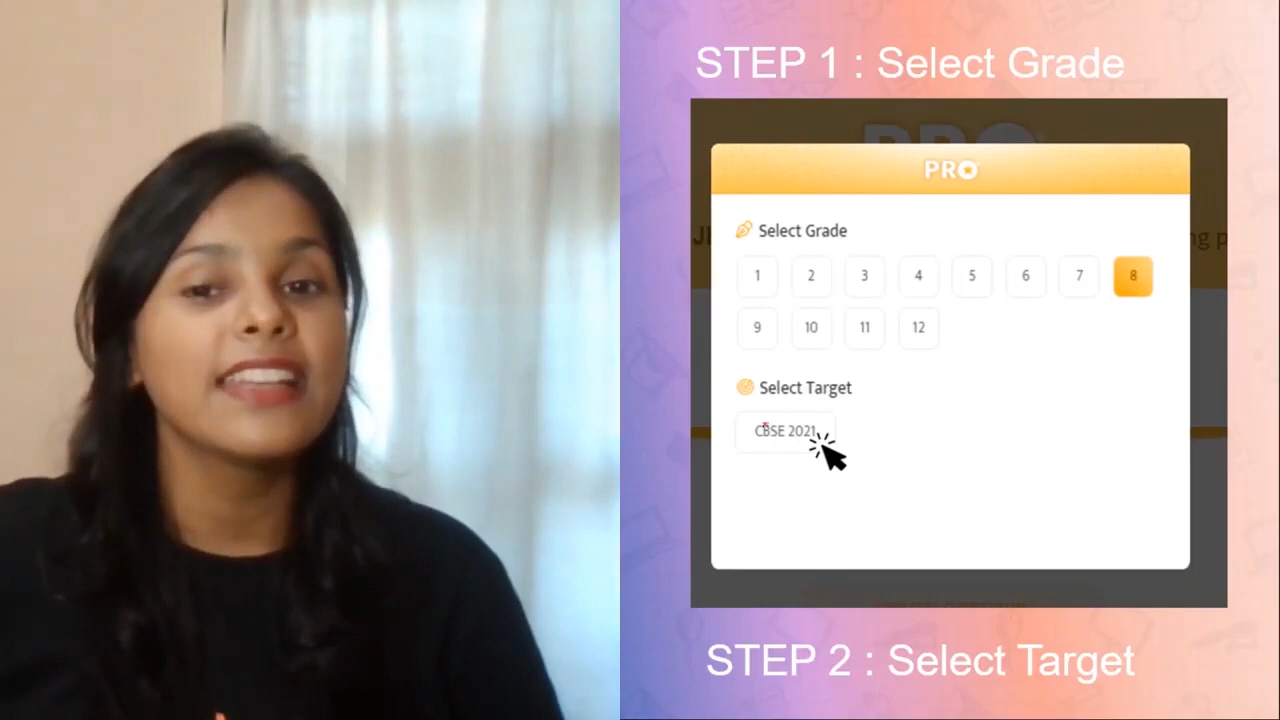 STEP 1 : Select Grade
PRO
PRO
Select Grade
1 2 3 4 5 6 7 8
9 10 11 12
Select Target
CBSE 2021
STEP 2 : Select Target